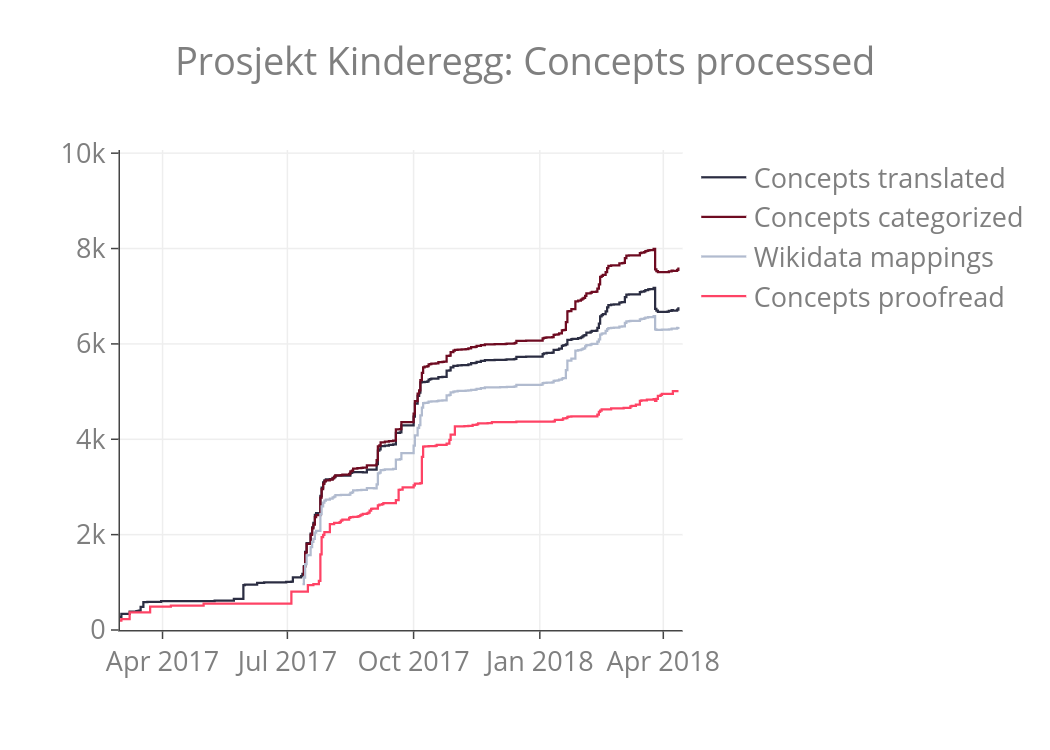 Prosjekt Kinderegg: Concepts processed
10k
8k
6k
4k
2k
0
Apr 2017
Jul 2017
Oct 2017
Jan 2018
Apr 2018
Concepts translated
Concepts categorized
Wikidata mappings
Concepts proofread